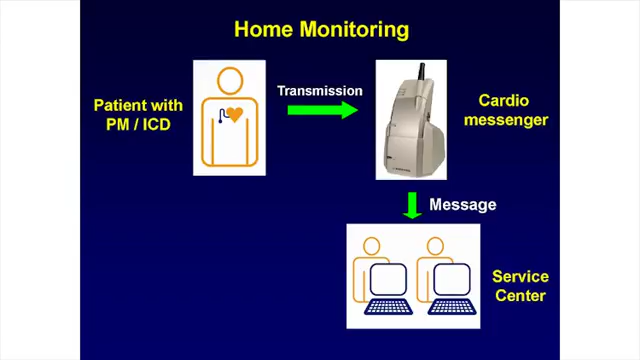 Home Monitoring
Patient with
PM / ICD
Transmission
Cardio
messenger
Message
Service
Center